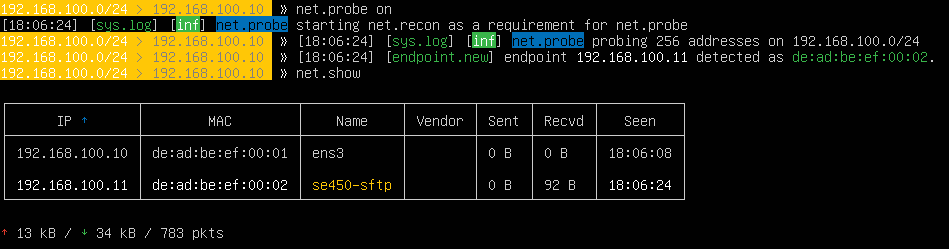 192.168.100.0/24 > 192.168.100.10 » net.probe on
[18:06:24] [sys.log] [inf] net.probe starting net.recon as a requirement for net.probe
192.168.100.0/24 > 192.168.100.10 » [18:06:24] [sys.log] [inf] net.probe probing 256 addresses on 192.168.100.0/24
192.168.100.0/24 > 192.168.100.10 » [18:06:24] [endpoint.new] endpoint 192.168.100.11 detected as de:ad:be:ef:00:02.
192.168.100.0/24 > 192.168.100.10 » net.show
IP ↑ MAC Name Vendor Sent Recvd Seen
192.168.100.10 de:ad:be:ef:00:01 ens3 0 B 0 B 18:06:08
192.168.100.11 de:ad:be:ef:00:02 se450-sftp 0 B 92 B 18:06:24
↑ 13 kB / ↓ 34 kB / 783 pkts